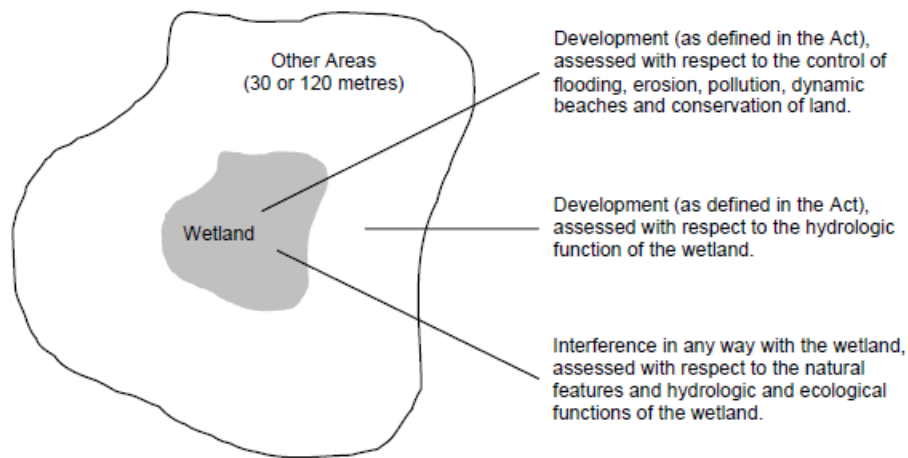 Other Areas
(30 or 120 metres)
Wetland
Development (as defined in the Act),
assessed with respect to the control of
flooding, erosion, pollution, dynamic
beaches and conservation of land.
Development (as defined in the Act),
assessed with respect to the hydrologic
function of the wetland.
Interference in any way with the wetland,
assessed with respect to the natural
features and hydrologic and ecological
functions of the wetland.